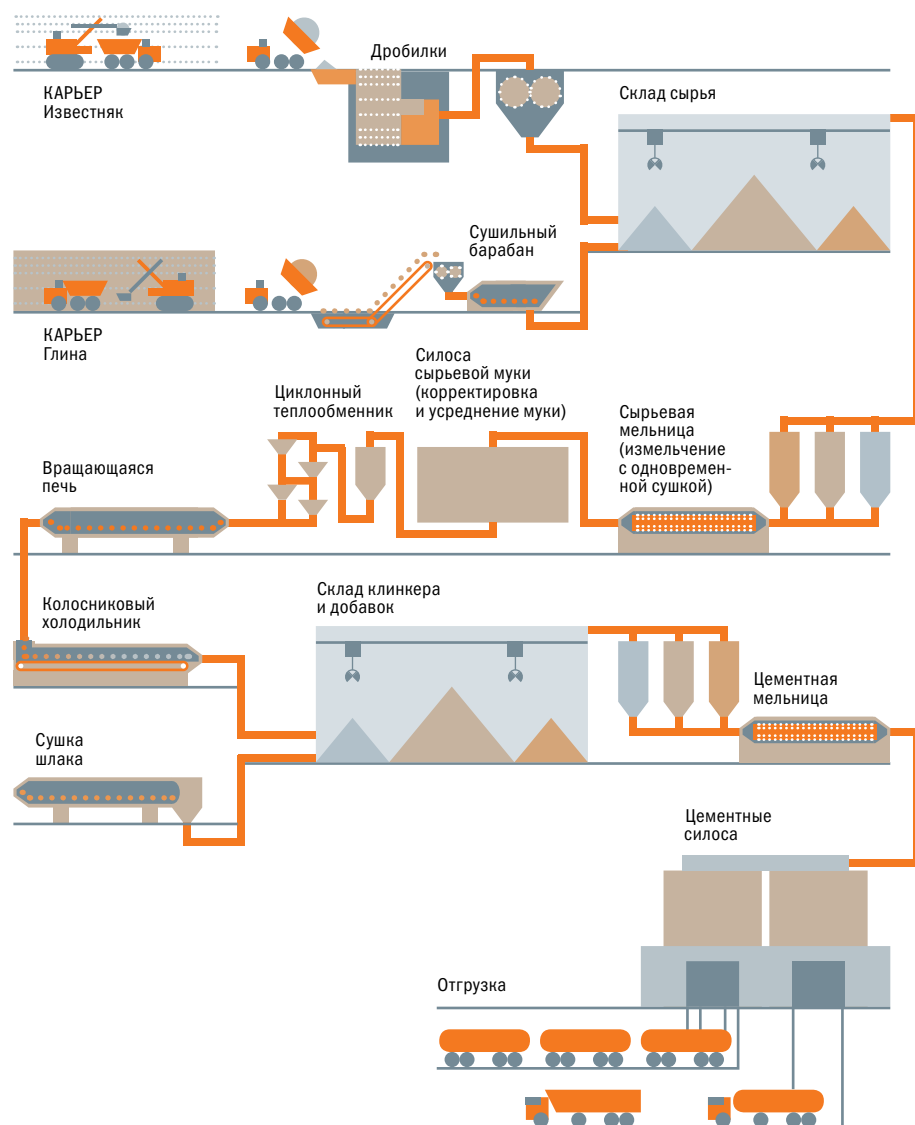 Дробилки
КАРЬЕР
Известняк
Склад сырья
Сушильный
барабан
КАРЬЕР
Глина
Силоса
сырьевой муки
(корректировка
и усреднение муки)
Циклонный
теплообменник
Сырьевая
мельница
(измельчение
с одновремен-
ной сушкой)
Вращающаяся
печь
Колосниковый
холодильник
Склад клинкера
и добавок
Цементная
мельница
Сушка
шлака
Цементные
силоса
Отгрузка